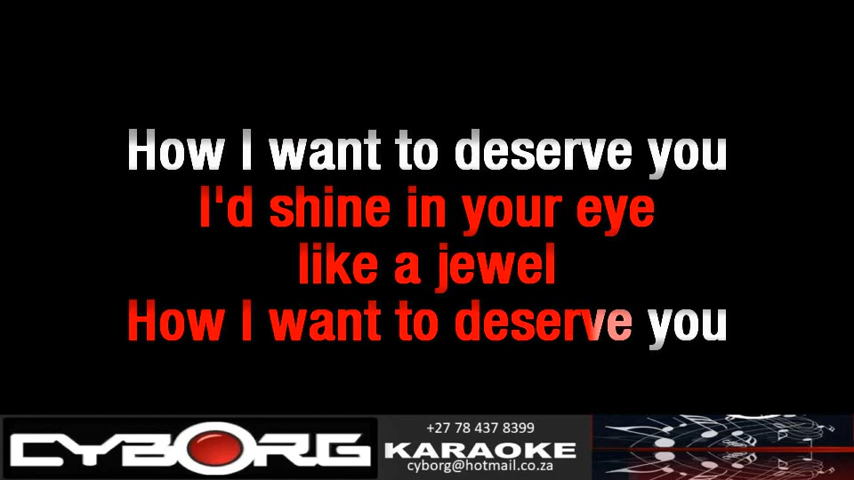 How I want to deserve you
I'd shine in your eye
like a jewel
How I want to deserve you
CYBORG
+27 78 437 8399
KARAOKE
cyborg@hotmail.co.za